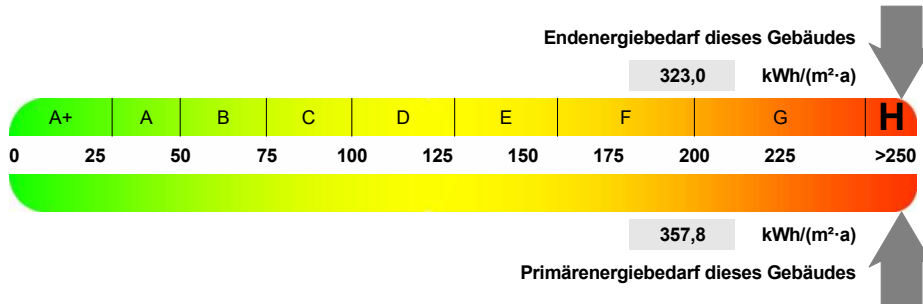 Endenergiebedarf dieses Gebäudes
323,0 kWh/(m²·a)
A+ A B C D E F G H
0 25 50 75 100 125 150 175 200 225 >250
357,8 kWh/(m²·a)
Primärenergiebedarf dieses Gebäudes